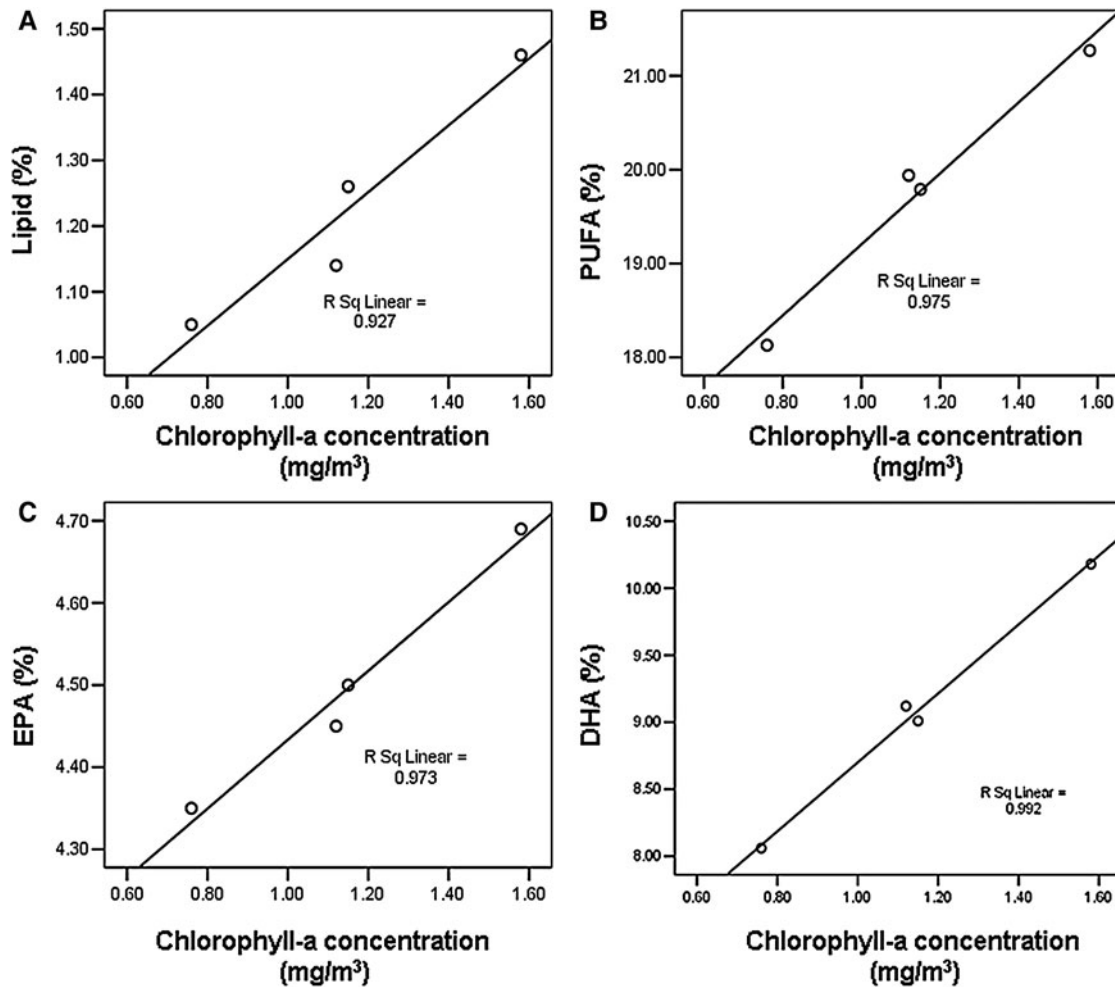 A
1.50
1.40
1.30
1.20
1.10
1.00
Lipid (%)
R Sq Linear =
0.927
0.60 0.80 1.00 1.20 1.40 1.60
Chlorophyll-a concentration
(mg/m³)
B
21.00
20.00
19.00
18.00
PUFA (%)
R Sq Linear =
0.975
0.60 0.80 1.00 1.20 1.40 1.60
Chlorophyll-a concentration
(mg/m³)
C
4.70
4.60
4.50
4.40
4.30
EPA (%)
R Sq Linear =
0.973
0.60 0.80 1.00 1.20 1.40 1.60
Chlorophyll-a concentration
(mg/m³)
D
10.50
10.00
9.50
9.00
8.50
8.00
DHA (%)
R Sq Linear =
0.992
0.60 0.80 1.00 1.20 1.40 1.60
Chlorophyll-a concentration
(mg/m³)